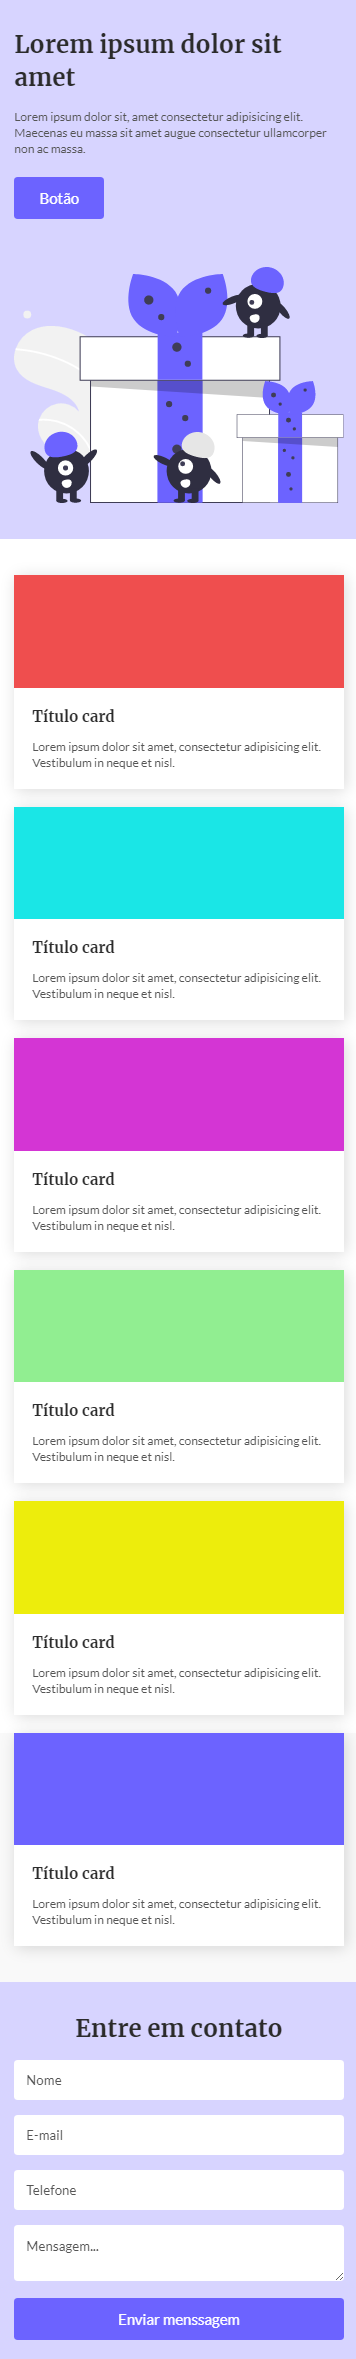 Lorem ipsum dolor sit
amet
Lorem ipsum dolor sit, amet consectetur adipisicing elit.
Maecenas eu massa sit amet augue consectetur ullamcorper
non ac massa.
Botão
Título card
Lorem ipsum dolor sit amet, consectetur adipisicing elit.
Vestibulum in neque et nisl.
Título card
Lorem ipsum dolor sit amet, consectetur adipisicing elit.
Vestibulum in neque et nisl.
Título card
Lorem ipsum dolor sit amet, consectetur adipisicing elit.
Vestibulum in neque et nisl.
Título card
Lorem ipsum dolor sit amet, consectetur adipisicing elit.
Vestibulum in neque et nisl.
Título card
Lorem ipsum dolor sit amet, consectetur adipisicing elit.
Vestibulum in neque et nisl.
Título card
Lorem ipsum dolor sit amet, consectetur adipisicing elit.
Vestibulum in neque et nisl.
Entre em contato
Nome
E-mail
Telefone
Mensagem...
Enviar menssagem